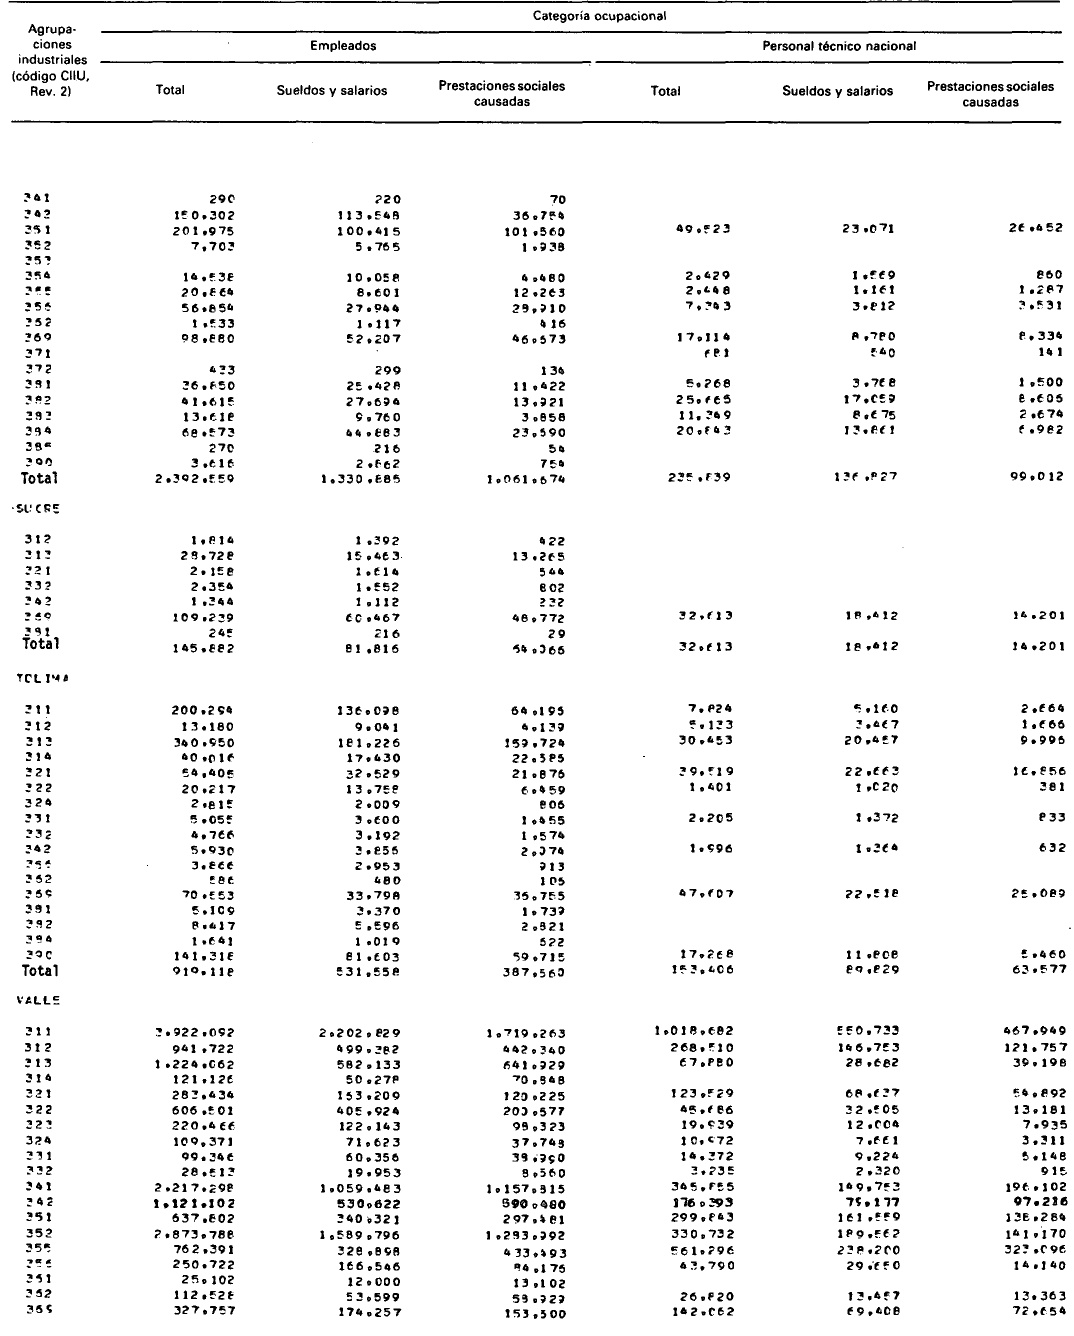 Categoría ocupacional
Agrupa-
ciones
industriales
(código CIIU,
Rev. 2)
Empleados Personal técnico nacional
Total Sueldos y salarios Prestaciones sociales causadas Total Sueldos y salarios Prestaciones sociales causadas
341 290 220 70
342 150.302 113.548 36.754
351 201.975 100.415 101.560 49.523 23.071 26.452
352 7.703 5.765 1.938
353
354 14.538 10.058 4.480 2.429 1.569 860
355 20.864 8.601 12.263 2.448 1.161 1.287
356 56.854 27.944 28.910 7.343 3.812 3.531
362 1.533 1.117 416
369 98.880 52.207 46.673 17.114 8.780 8.334
371 681 540 141
372 433 299 134
381 36.850 25.428 11.422 5.268 3.768 1.500
382 41.615 27.694 13.921 25.665 17.059 8.606
383 13.618 9.760 3.858 11.349 8.675 2.674
384 68.573 44.883 23.690 20.843 13.861 6.982
385 270 216 54
390 3.616 2.862 754
Total 2.392.559 1.330.885 1.061.674 235.839 136.827 99.012
SUCRE
312 1.814 1.392 422
313 28.728 15.463 13.265
321 2.158 1.614 544
332 2.354 1.552 802
342 1.344 1.112 232
369 109.239 60.467 48.772 32.613 18.412 14.201
381 245 216 29
Total 145.882 81.816 64.066 32.613 18.412 14.201
TOLIMA
311 200.294 136.098 64.196 7.824 5.160 2.664
312 13.180 9.041 4.139 5.133 3.467 1.666
313 340.950 181.226 159.724 30.453 20.457 9.996
314 40.016 17.430 22.586
321 54.405 32.529 21.876 39.519 22.663 16.856
322 20.217 13.758 6.459 1.401 1.020 381
324 2.815 2.009 806
331 5.055 3.600 1.455 2.205 1.372 833
332 4.766 3.192 1.574
342 5.930 3.856 2.074 1.996 1.364 632
356 3.866 2.953 913
362 586 480 106
369 70.553 33.798 36.755 47.607 22.518 25.089
381 5.109 3.370 1.739
382 8.417 5.596 2.821
384 1.641 1.019 622
390 141.318 81.603 59.715 17.268 11.808 5.460
Total 919.118 531.558 387.560 153.406 89.829 63.577
VALLE
311 3.922.092 2.202.829 1.719.263 1.018.682 550.733 467.949
312 941.722 499.382 442.340 268.510 146.753 121.757
313 1.224.062 582.133 641.929 67.880 28.682 39.198
314 121.126 50.278 70.848
321 283.434 153.209 130.225 123.529 68.637 54.892
322 606.501 405.924 200.577 45.686 32.505 13.181
323 220.466 122.143 98.323 19.939 12.004 7.935
324 109.371 71.623 37.748 10.972 7.661 3.311
331 99.346 60.356 38.990 14.372 9.224 5.148
332 28.513 19.953 8.560 3.235 2.320 915
341 2.217.298 1.059.483 1.157.815 345.855 149.753 196.102
342 1.121.102 530.622 590.480 176.393 79.177 97.216
351 637.802 340.321 297.481 299.843 161.559 138.284
352 2.873.788 1.589.796 1.283.992 330.732 189.562 141.170
355 762.391 328.898 433.493 561.296 238.200 323.096
356 250.722 166.546 84.176 43.790 29.650 14.140
361 25.102 12.000 13.102
362 112.528 53.599 58.929 26.820 13.457 13.363
369 327.757 174.257 153.500 142.062 69.408 72.654